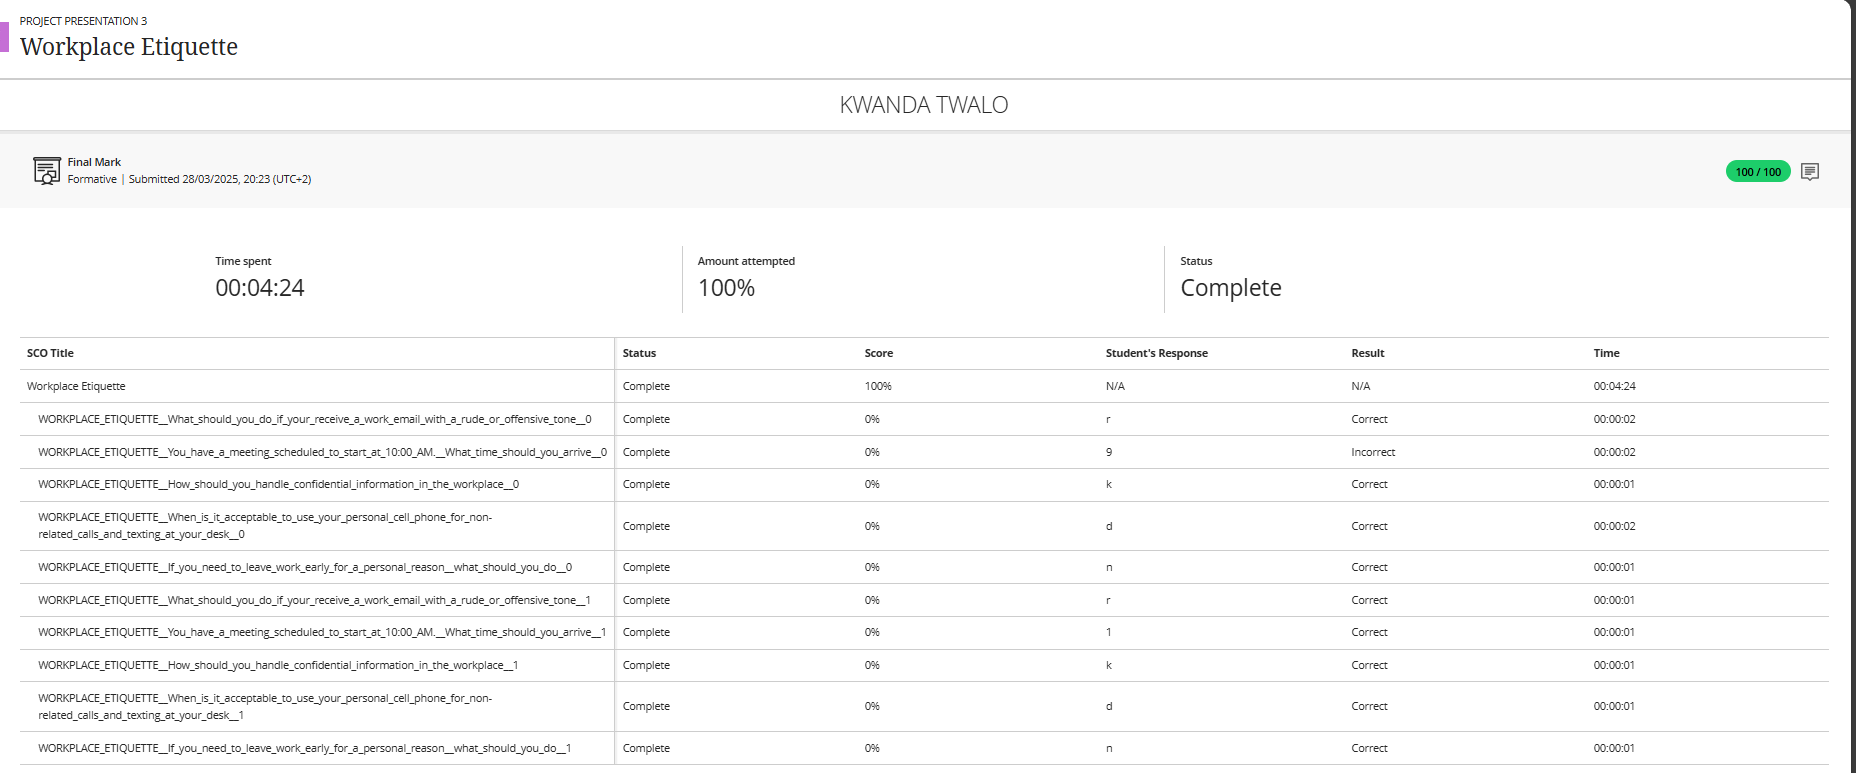 PROJECT PRESENTATION 3
Workplace Etiquette
KWANDA TWALO
Final Mark
Formative | Submitted 28/03/2025, 20:23 (UTC+2)
100 / 100
Time spent
00:04:24
Amount attempted
100%
Status
Complete
SCO Title Status Score Student's Response Result Time
Workplace Etiquette Complete 100% N/A N/A 00:04:24
WORKPLACE_ETIQUETTE__What_should_you_do_if_your_receive_a_work_email_with_a_rude_or_offensive_tone__0 Complete 0% r Correct 00:00:02
WORKPLACE_ETIQUETTE__You_have_a_meeting_scheduled_to_start_at_10:00_AM.__What_time_should_you_arrive__0 Complete 0% 9 Incorrect 00:00:02
WORKPLACE_ETIQUETTE__How_should_you_handle_confidential_information_in_the_workplace__0 Complete 0% k Correct 00:00:01
WORKPLACE_ETIQUETTE__When_is_it_acceptable_to_use_your_personal_cell_phone_for_non-
related_calls_and_texting_at_your_desk__0 Complete 0% d Correct 00:00:02
WORKPLACE_ETIQUETTE__If_you_need_to_leave_work_early_for_a_personal_reason__what_should_you_do__0 Complete 0% n Correct 00:00:01
WORKPLACE_ETIQUETTE__What_should_you_do_if_your_receive_a_work_email_with_a_rude_or_offensive_tone__1 Complete 0% r Correct 00:00:01
WORKPLACE_ETIQUETTE__You_have_a_meeting_scheduled_to_start_at_10:00_AM.__What_time_should_you_arrive__1 Complete 0% 1 Correct 00:00:01
WORKPLACE_ETIQUETTE__How_should_you_handle_confidential_information_in_the_workplace__1 Complete 0% k Correct 00:00:01
WORKPLACE_ETIQUETTE__When_is_it_acceptable_to_use_your_personal_cell_phone_for_non-
related_calls_and_texting_at_your_desk__1 Complete 0% d Correct 00:00:01
WORKPLACE_ETIQUETTE__If_you_need_to_leave_work_early_for_a_personal_reason__what_should_you_do__1 Complete 0% n Correct 00:00:01